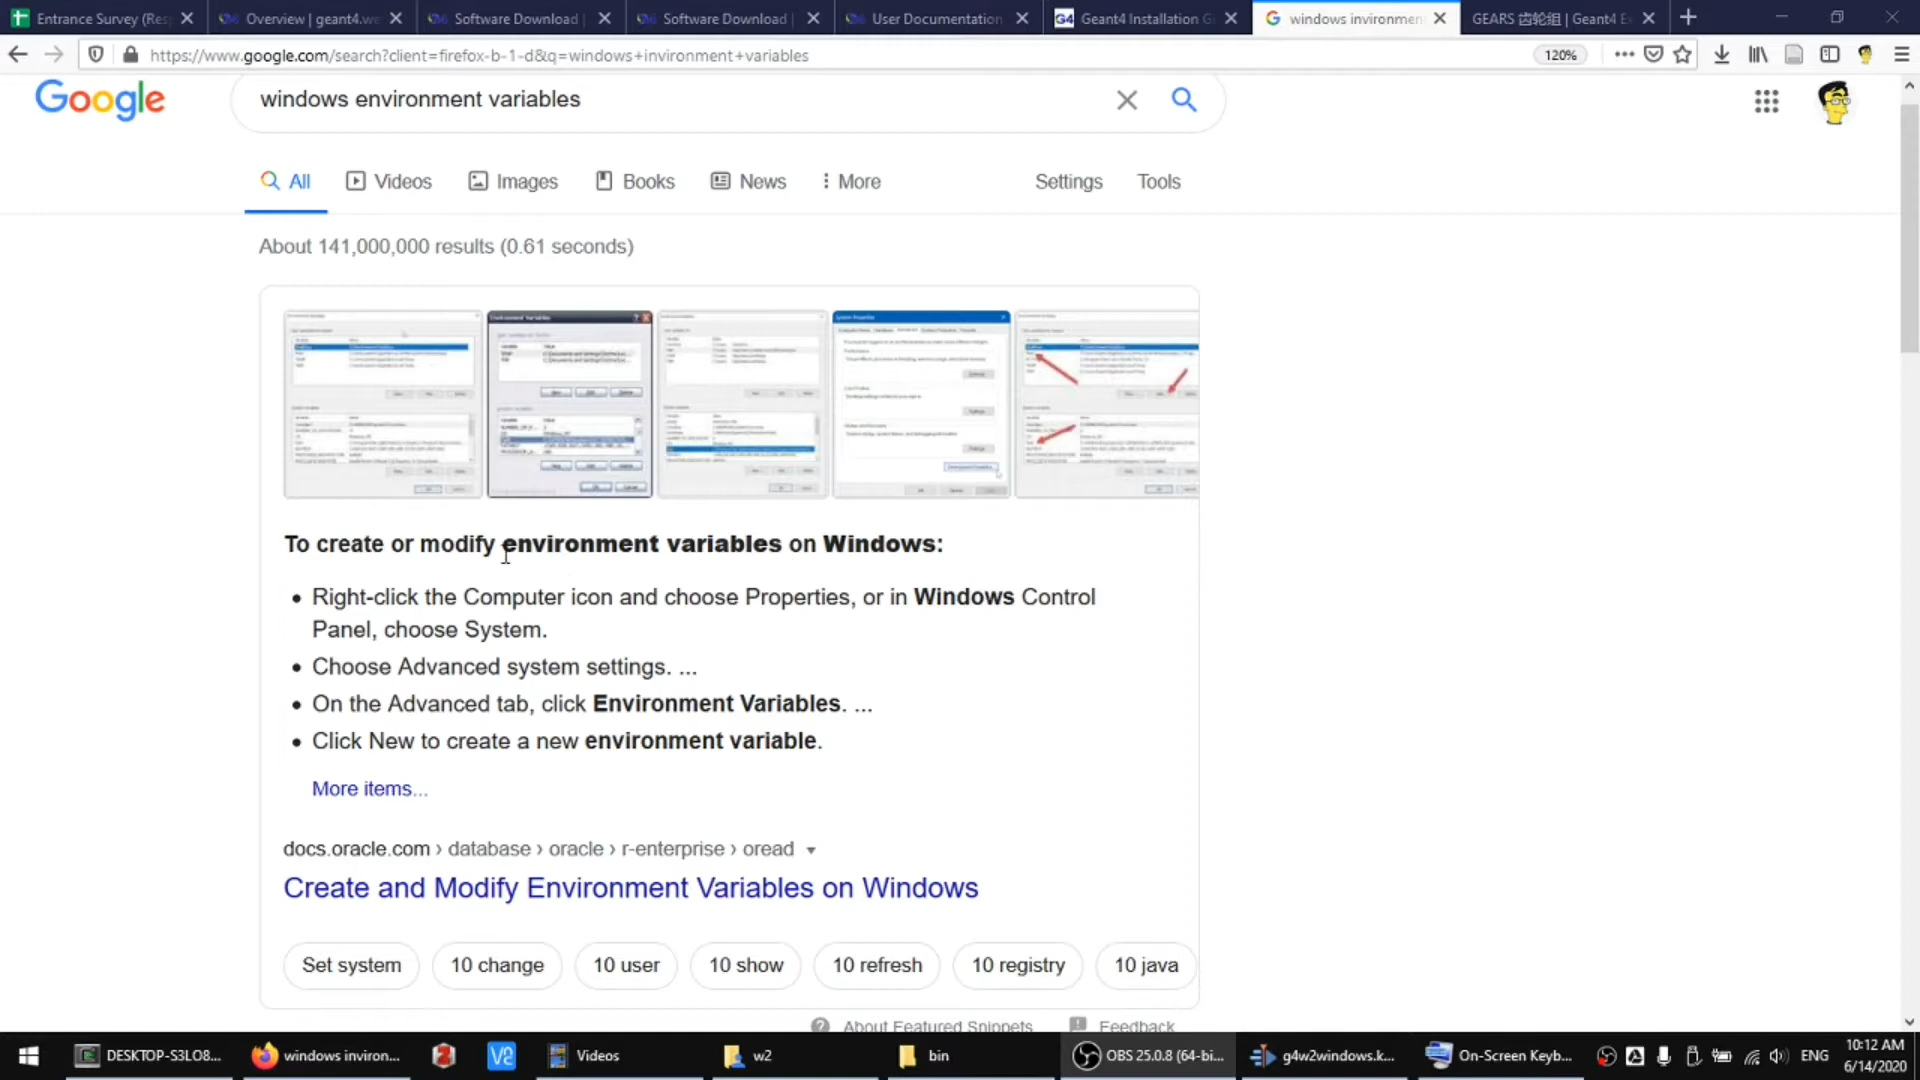 Entrance Survey (Res
Overview | geant4.we
Software Download |
Software Download |
User Documentation
G4 Geant4 Installation G
windows invironmen
GEARS 齿轮组 | Geant4 E
https://www.google.com/search?client=firefox-b-1-d&q=windows+invironment+variables
120%
Google
windows environment variables
All
Videos
Images
Books
News
More
Settings
Tools
About 141,000,000 results (0.61 seconds)
To create or modify environment variables on Windows:
• Right-click the Computer icon and choose Properties, or in Windows Control
Panel, choose System.
• Choose Advanced system settings. ...
• On the Advanced tab, click Environment Variables. ...
• Click New to create a new environment variable.
More items...
docs.oracle.com › database › oracle › r-enterprise › oread
Create and Modify Environment Variables on Windows
Set system
10 change
10 user
10 show
10 refresh
10 registry
10 java
About Featured Snippets
Feedback
DESKTOP-S3LO8...
windows inviron...
Videos
w2
bin
OBS 25.0.8 (64-bi...
g4w2windows.k...
On-Screen Keyb...
ENG
10:12 AM
6/14/2020